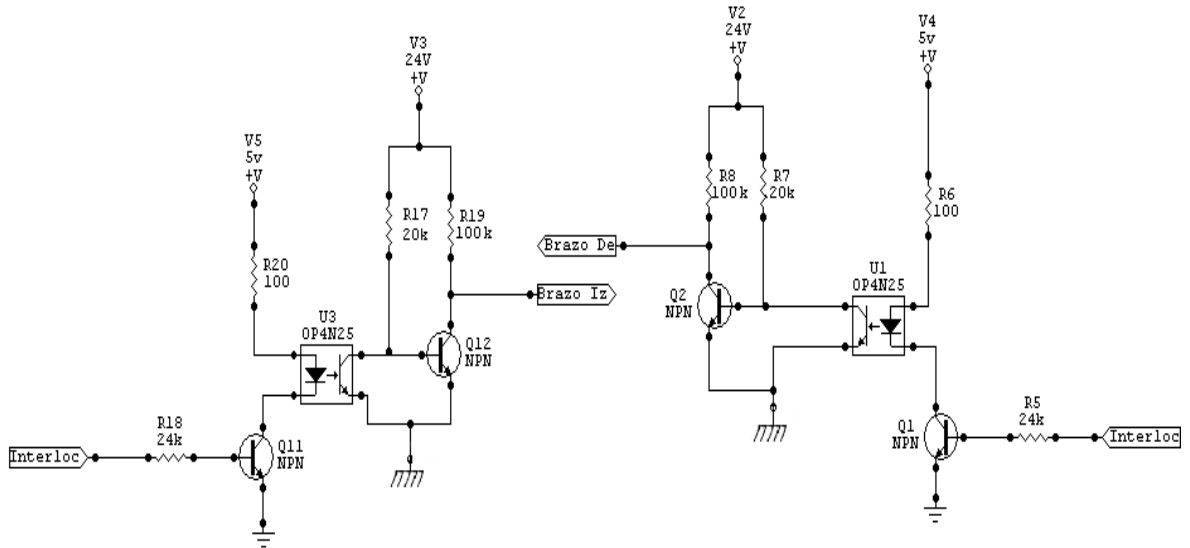 V3
24V
+V
V2
24V
+V
V4
5v
+V
V5
5v
+V
R17
20k
R19
100k
R8
100k
R7
20k
R6
100
R20
100
Brazo De
Brazo Iz
U3
OP4N25
U1
OP4N25
Q2
NPN
Q12
NPN
R18
24k
Q11
NPN
Interloc
Q1
NPN
R5
24k
Interloc